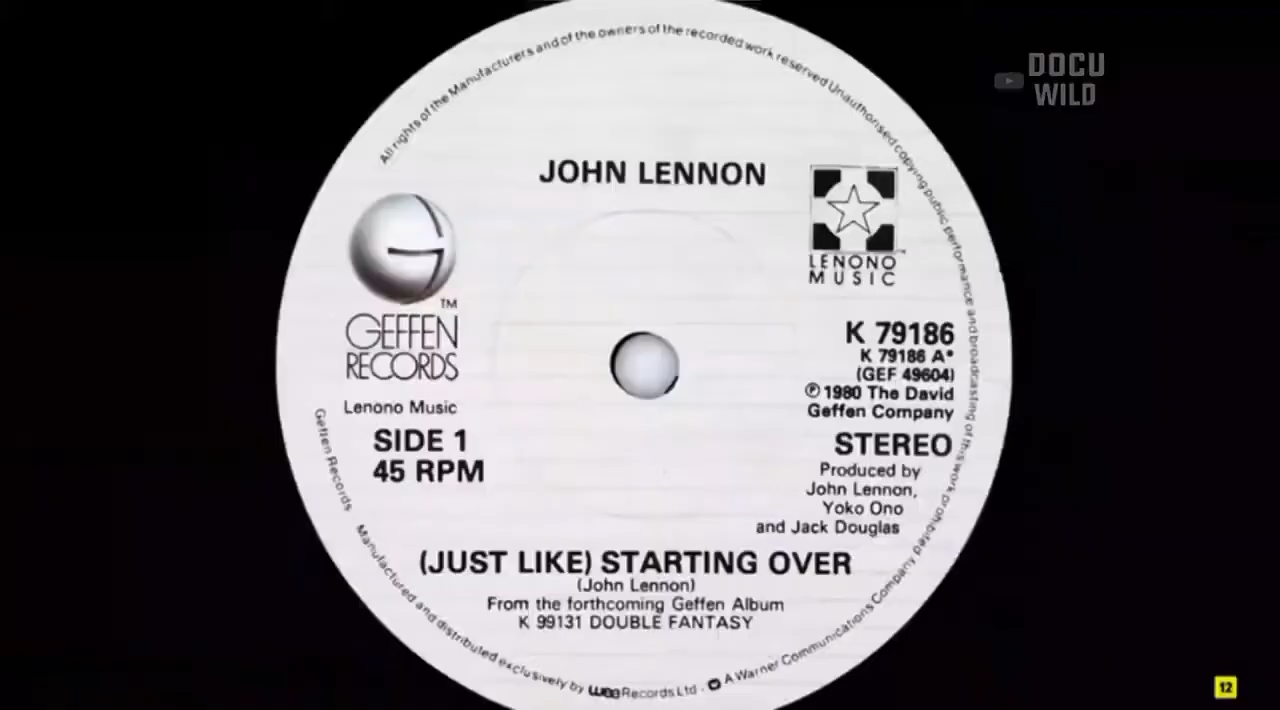 All rights of the Manufacturers and of the owners of the recorded work reserved Unauthorised copying public performance and broadcasting of this work prohibited
DOCU
WILD
JOHN LENNON
LENONO
MUSIC
TM
GEFFEN
RECORDS
Lenono Music
SIDE 1
45 RPM
K 79186
K 79186 A*
(GEF 49604)
℗ 1980 The David
Geffen Company
STEREO
Produced by
John Lennon,
Yoko Ono
and Jack Douglas
(JUST LIKE) STARTING OVER
(John Lennon)
From the forthcoming Geffen Album
K 99131 DOUBLE FANTASY
Geffen Records Manufactured and distributed exclusively by wea Records Ltd. A Warner Communications Company
12